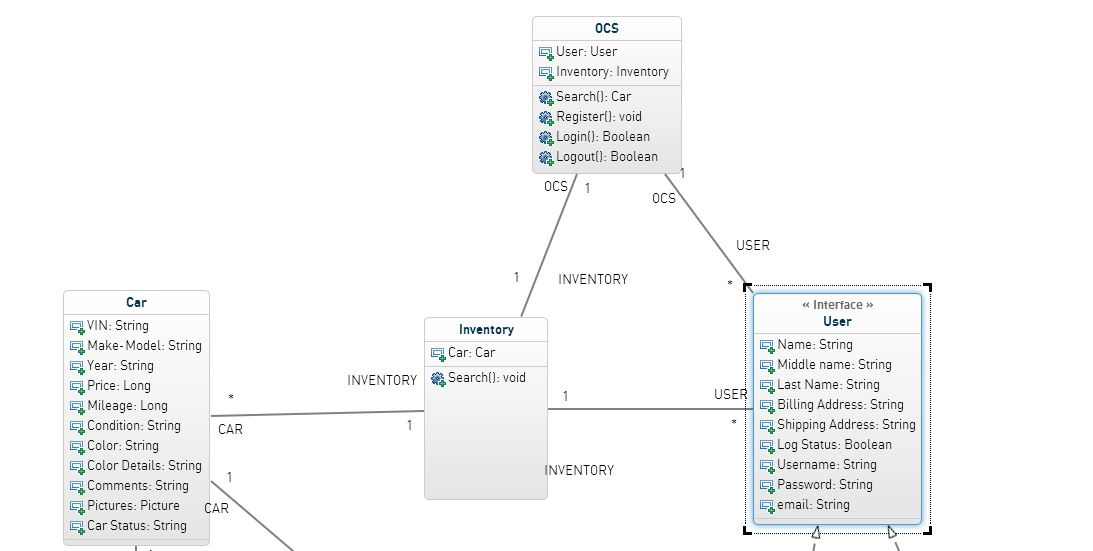 OCS
User: User
Inventory: Inventory
Search(): Car
Register(): void
Login(): Boolean
Logout(): Boolean
OCS
1
1
OCS
USER
*
1
INVENTORY
Car
VIN: String
Make-Model: String
Year: String
Price: Long
Mileage: Long
Condition: String
Color: String
Color Details: String
Comments: String
Pictures: Picture
Car Status: String
Inventory
Car: Car
Search(): void
« Interface »
User
Name: String
Middle name: String
Last Name: String
Billing Address: String
Shipping Address: String
Log Status: Boolean
Username: String
Password: String
email: String
INVENTORY
*
CAR
1
1
USER
*
INVENTORY
1
CAR